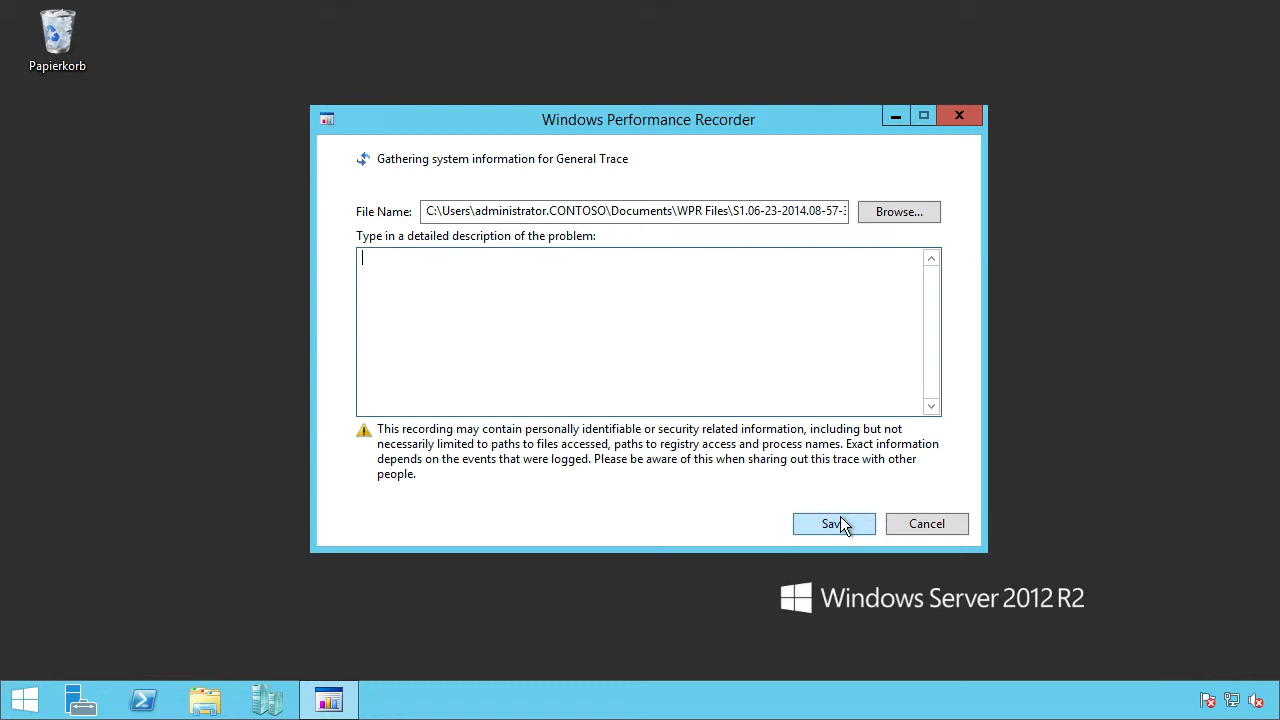 Papierkorb
Windows Performance Recorder
Gathering system information for General Trace
File Name: C:\Users\administrator.CONTOSO\Documents\WPR Files\S1.06-23-2014.08-57- Browse...
Type in a detailed description of the problem:
This recording may contain personally identifiable or security related information, including but not
necessarily limited to paths to files accessed, paths to registry access and process names. Exact information
depends on the events that were logged. Please be aware of this when sharing out this trace with other
people.
Sav Cancel
Windows Server 2012 R2